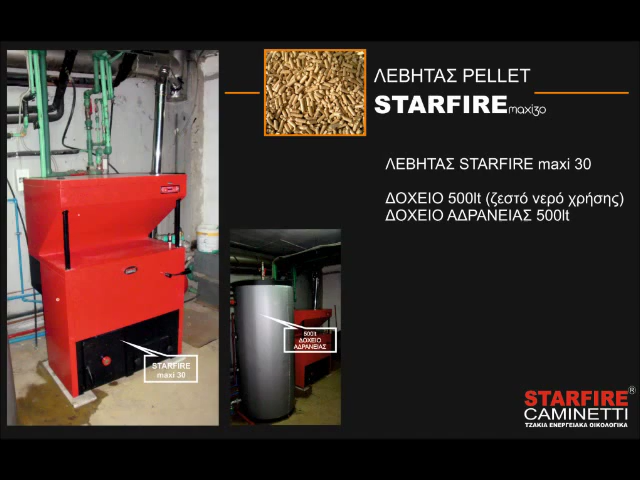 ΛΕΒΗΤΑΣ PELLET
STARFIRE maxi30
ΛΕΒΗΤΑΣ STARFIRE maxi 30
ΔΟΧΕΙΟ 500lt (ζεστό νερό χρήσης)
ΔΟΧΕΙΟ ΑΔΡΑΝΕΙΑΣ 500lt
500lt
ΔΟΧΕΙΟ
ΑΔΡΑΝΕΙΑΣ
STARFIRE
maxi 30
STARFIRE®
CAMINETTI
ΤΖΑΚΙΑ ΕΝΕΡΓΕΙΑΚΑ ΟΙΚΟΛΟΓΙΚΑ